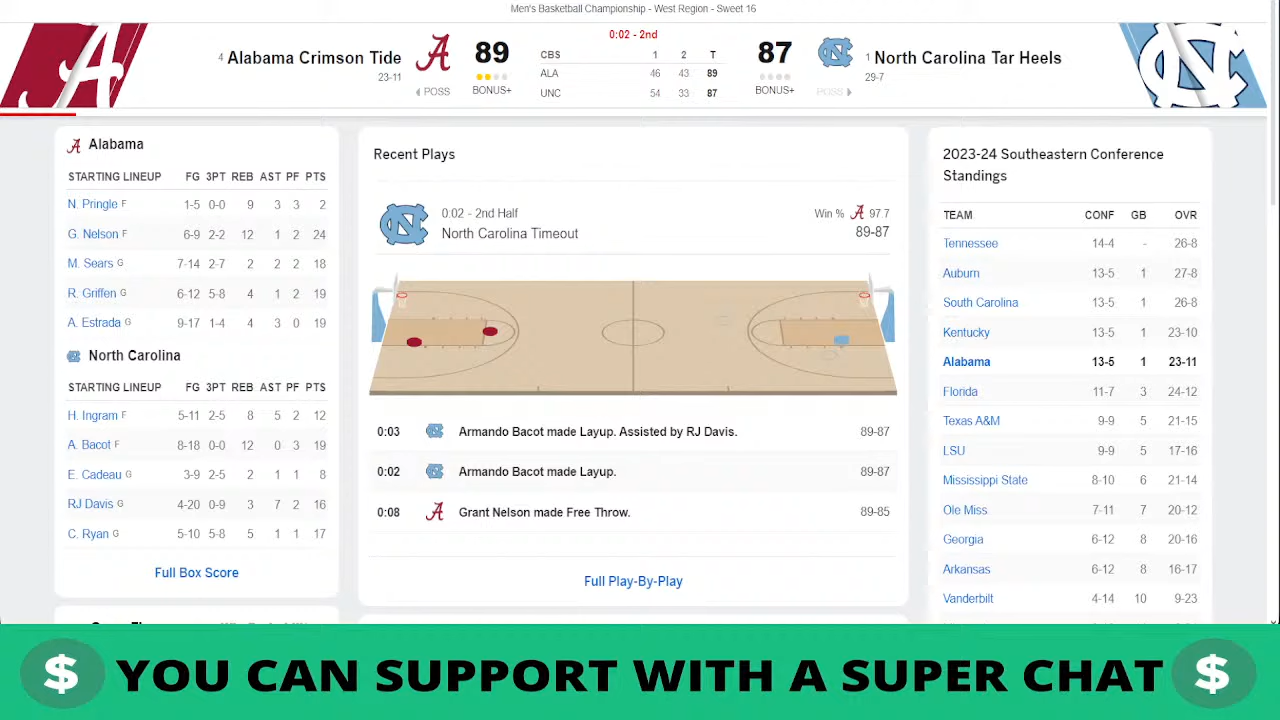 Men's Basketball Championship - West Region - Sweet 16
4 Alabama Crimson Tide
23-11
POSS
89
BONUS+
0:02 - 2nd
CBS 1 2 T
ALA 46 43 89
UNC 54 33 87
87
BONUS+
1 North Carolina Tar Heels
29-7
POSS
Alabama
STARTING LINEUP FG 3PT REB AST PF PTS
N. Pringle F 1-5 0-0 9 3 3 2
G. Nelson F 6-9 2-2 12 1 2 24
M. Sears G 7-14 2-7 2 2 2 18
R. Griffen G 6-12 5-8 4 1 2 19
A. Estrada G 9-17 1-4 4 3 0 19
North Carolina
STARTING LINEUP FG 3PT REB AST PF PTS
H. Ingram F 5-11 2-5 8 5 2 12
A. Bacot F 8-18 0-0 12 0 3 19
E. Cadeau G 3-9 2-5 2 1 1 8
RJ Davis G 4-20 0-9 3 7 2 16
C. Ryan G 5-10 5-8 5 1 1 17
Full Box Score
Recent Plays
0:02 - 2nd Half
North Carolina Timeout
Win % 97.7
89-87
0:03 Armando Bacot made Layup. Assisted by RJ Davis. 89-87
0:02 Armando Bacot made Layup. 89-87
0:08 Grant Nelson made Free Throw. 89-85
Full Play-By-Play
2023-24 Southeastern Conference
Standings
TEAM CONF GB OVR
Tennessee 14-4 - 26-8
Auburn 13-5 1 27-8
South Carolina 13-5 1 26-8
Kentucky 13-5 1 23-10
Alabama 13-5 1 23-11
Florida 11-7 3 24-12
Texas A&M 9-9 5 21-15
LSU 9-9 5 17-16
Mississippi State 8-10 6 21-14
Ole Miss 7-11 7 20-12
Georgia 6-12 8 20-16
Arkansas 6-12 8 16-17
Vanderbilt 4-14 10 9-23
$ YOU CAN SUPPORT WITH A SUPER CHAT $